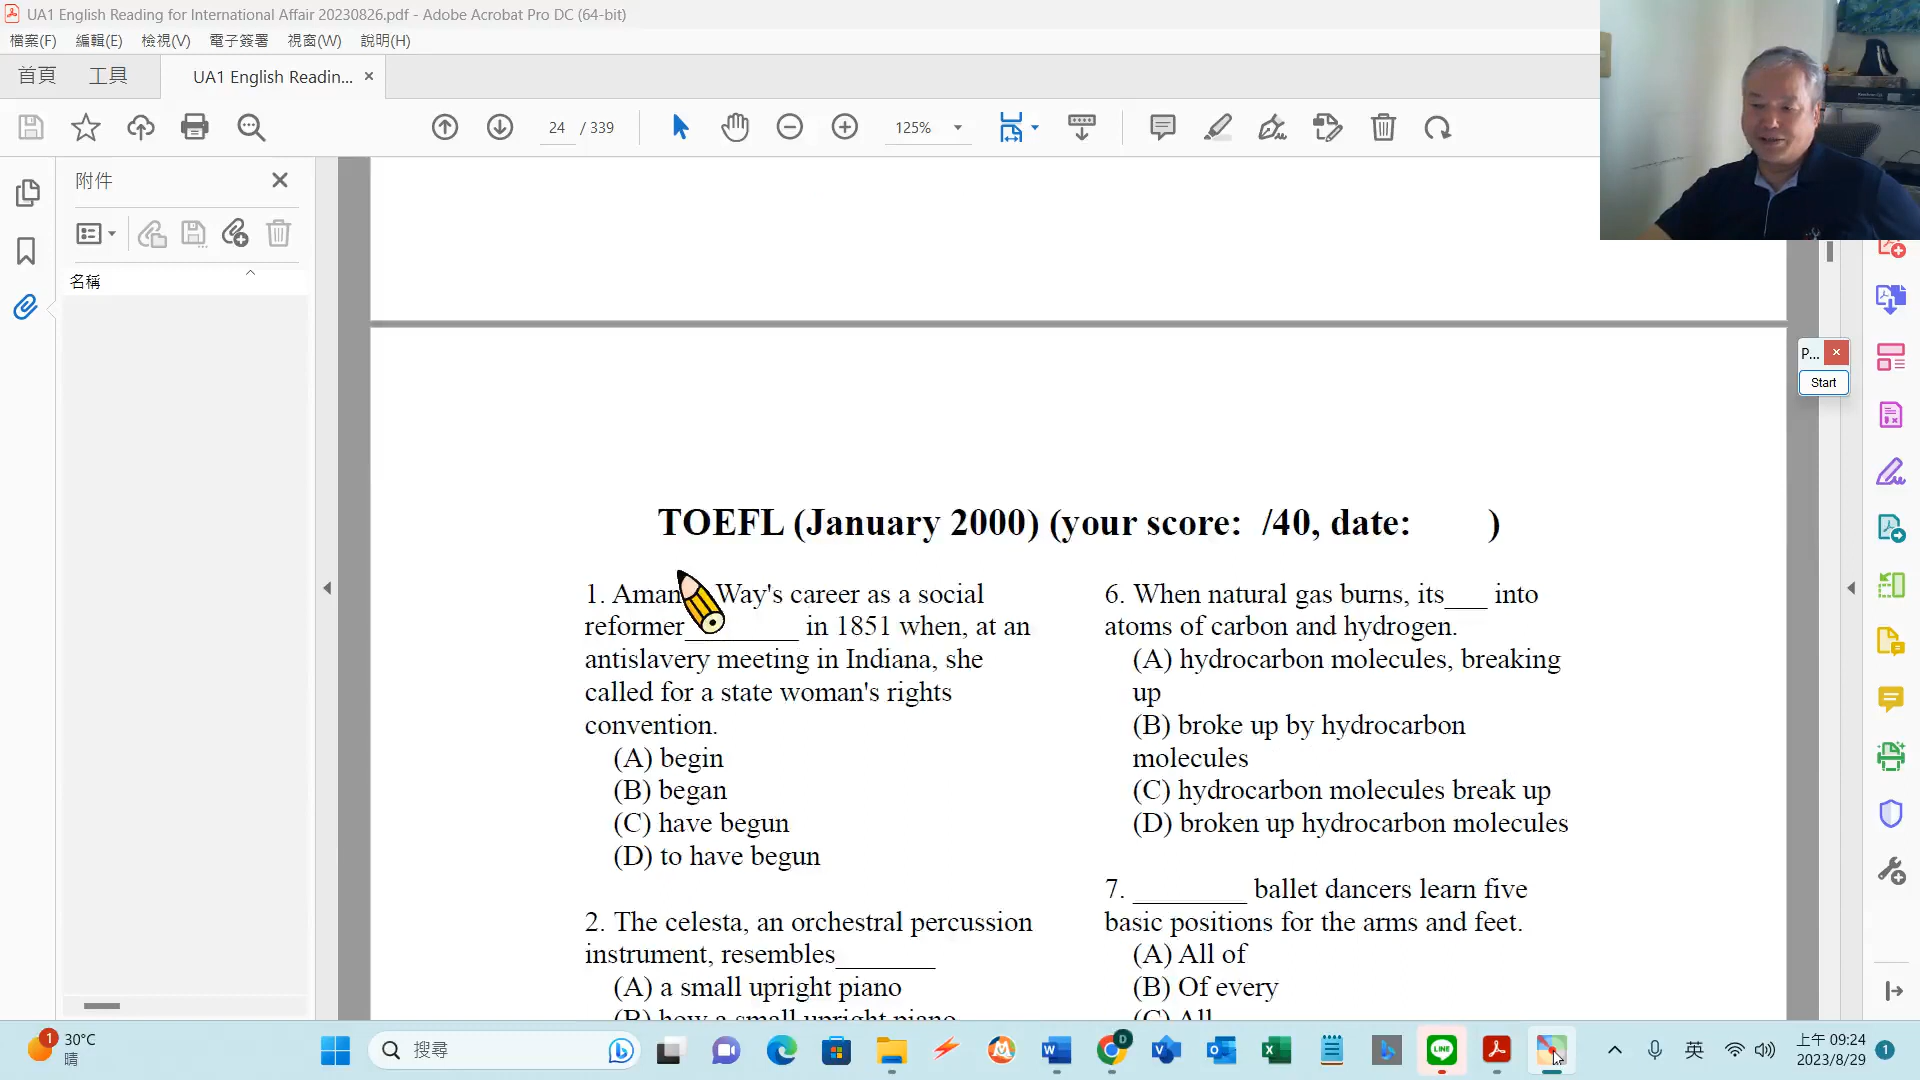 UA1 English Reading for International Affair 20230826.pdf - Adobe Acrobat Pro DC (64-bit)
檔案(F) 編輯(E) 檢視(V) 電子簽署 視窗(W) 說明(H)
首頁 工具 UA1 English Readin... ×
24 / 339 125%
附件
名稱
P... ×
Start
TOEFL (January 2000) (your score: /40, date: )
1. Aman Way's career as a social
reformer________ in 1851 when, at an
antislavery meeting in Indiana, she
called for a state woman's rights
convention.
(A) begin
(B) began
(C) have begun
(D) to have begun
2. The celesta, an orchestral percussion
instrument, resembles_______
(A) a small upright piano
(B) how a small upright piano
6. When natural gas burns, its___ into
atoms of carbon and hydrogen.
(A) hydrocarbon molecules, breaking
up
(B) broke up by hydrocarbon
molecules
(C) hydrocarbon molecules break up
(D) broken up hydrocarbon molecules
7. ________ ballet dancers learn five
basic positions for the arms and feet.
(A) All of
(B) Of every
(C) All
1 30°C
晴
搜尋
D
LINE
英
上午 09:24
2023/8/29
1